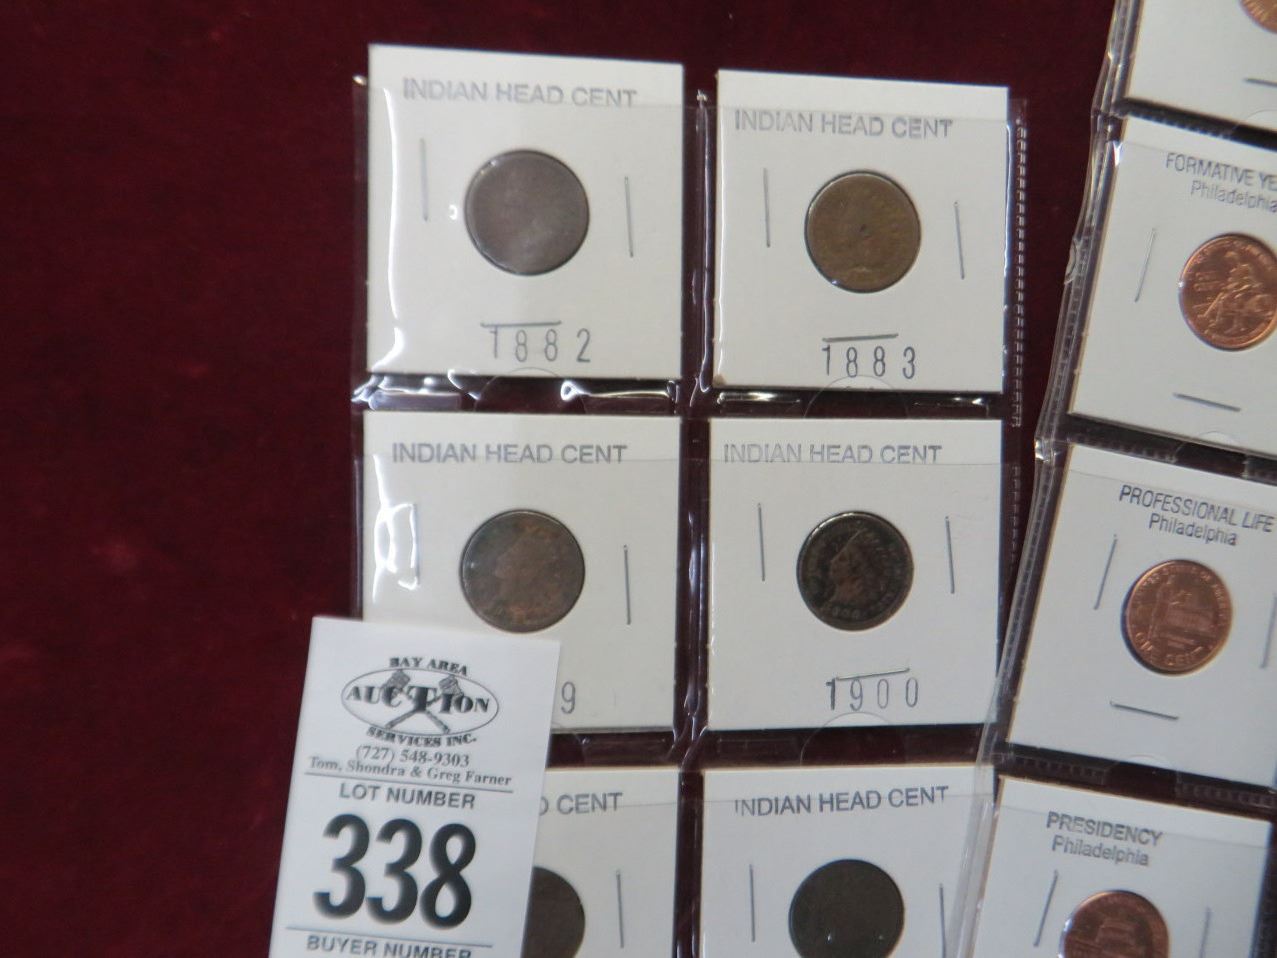 INDIAN HEAD CENT
1882
INDIAN HEAD CENT
1883
INDIAN HEAD CENT
9
INDIAN HEAD CENT
1900
CENT
INDIAN HEAD CENT
FORMATIVE YE
Philadelphia
PROFESSIONAL LIFE
Philadelphia
PRESIDENCY
Philadelphia
BAY AREA
AUCTION
SERVICES INC.
(727) 548-9303
Tom, Shondra & Greg Farner
LOT NUMBER
338
BUYER NUMBER